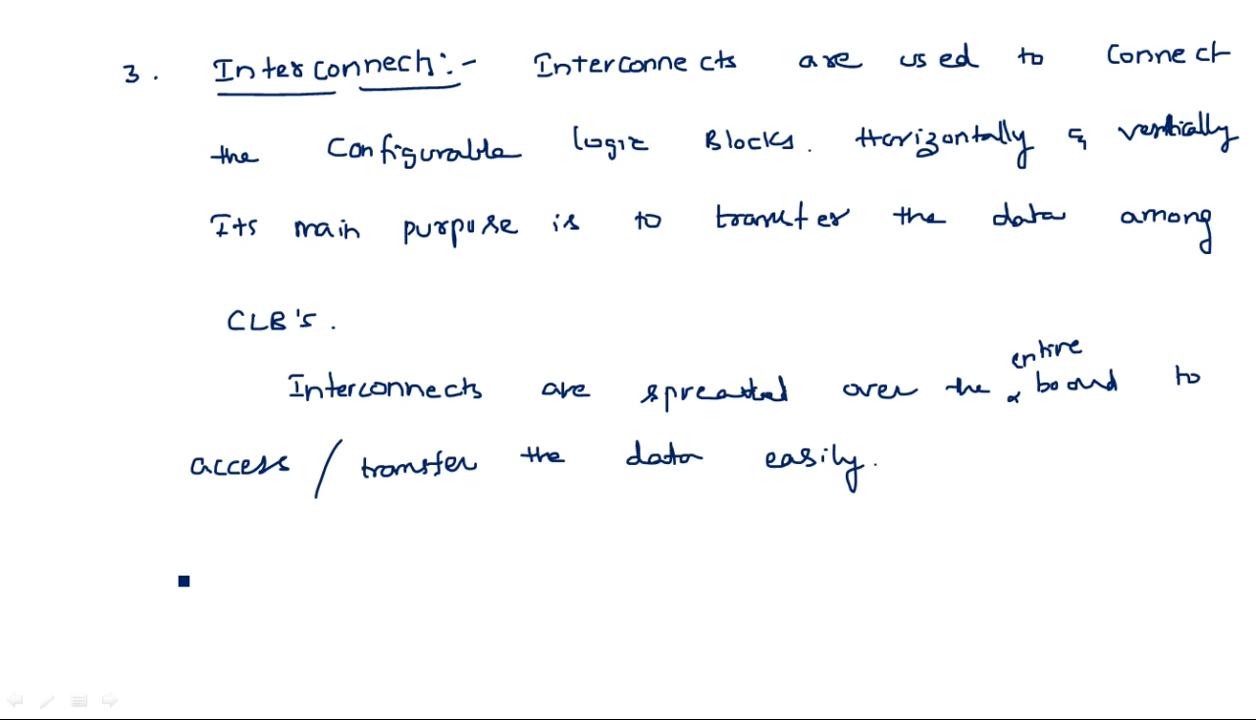 3. Interconnects:- Interconnects are used to connect
the Configurable logic Blocks. Horizontally & vertically
Its main purpose is to transfer the data among
CLB's.
entire
Interconnects are spreaded over the board to
access / transfer the data easily.